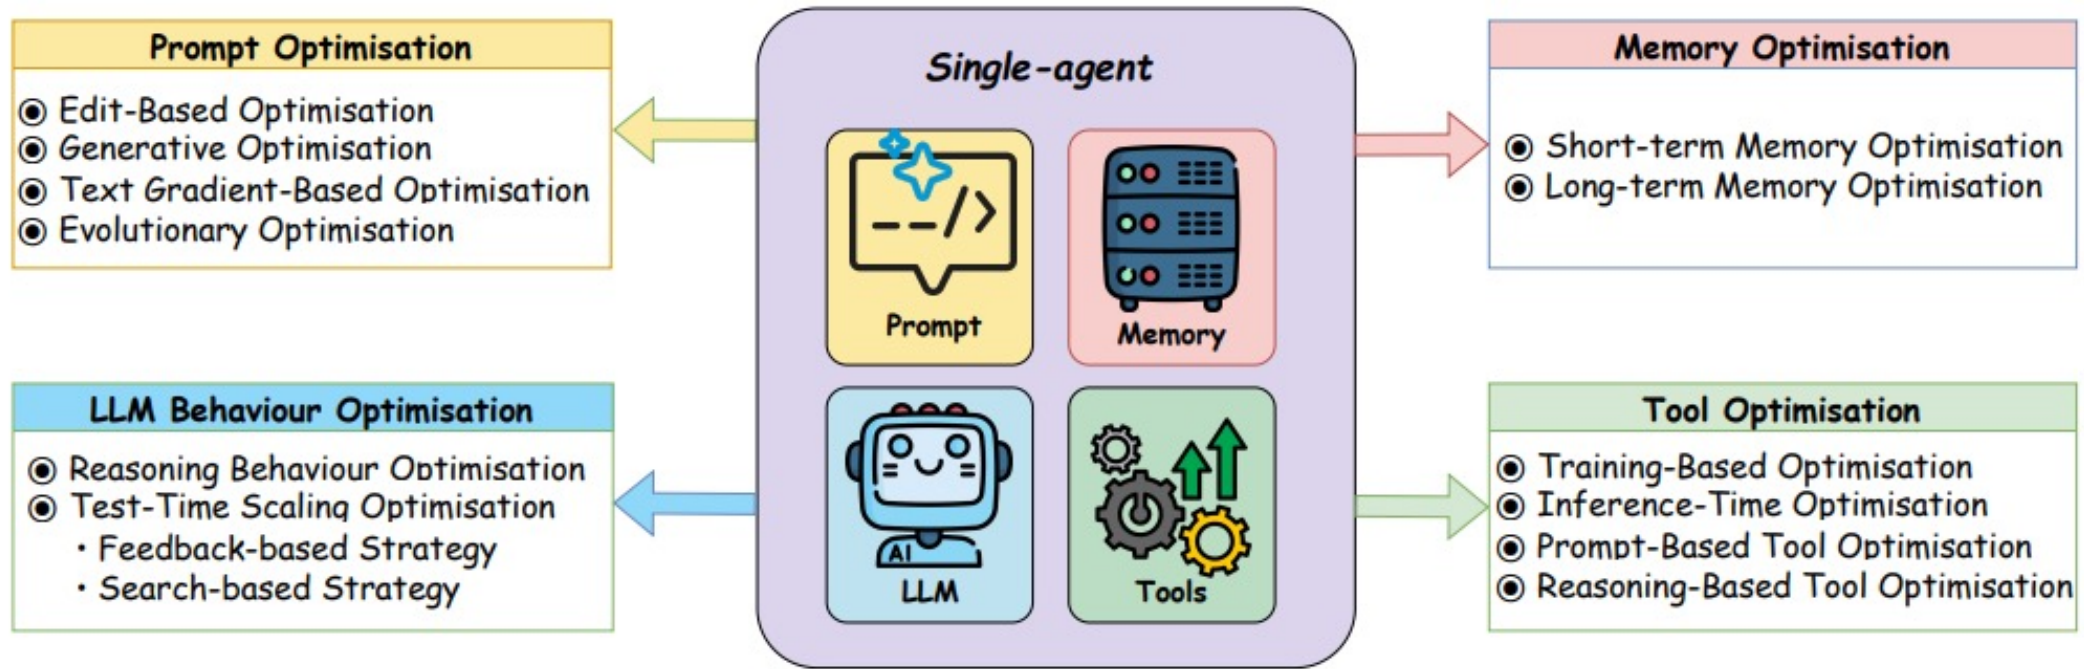 Prompt Optimisation
◉ Edit-Based Optimisation
◉ Generative Optimisation
◉ Text Gradient-Based Optimisation
◉ Evolutionary Optimisation
LLM Behaviour Optimisation
◉ Reasoning Behaviour Optimisation
◉ Test-Time Scaling Optimisation
· Feedback-based Strategy
· Search-based Strategy
Single-agent
Prompt
Memory
AI
LLM
Tools
Memory Optimisation
◉ Short-term Memory Optimisation
◉ Long-term Memory Optimisation
Tool Optimisation
◉ Training-Based Optimisation
◉ Inference-Time Optimisation
◉ Prompt-Based Tool Optimisation
◉ Reasoning-Based Tool Optimisation